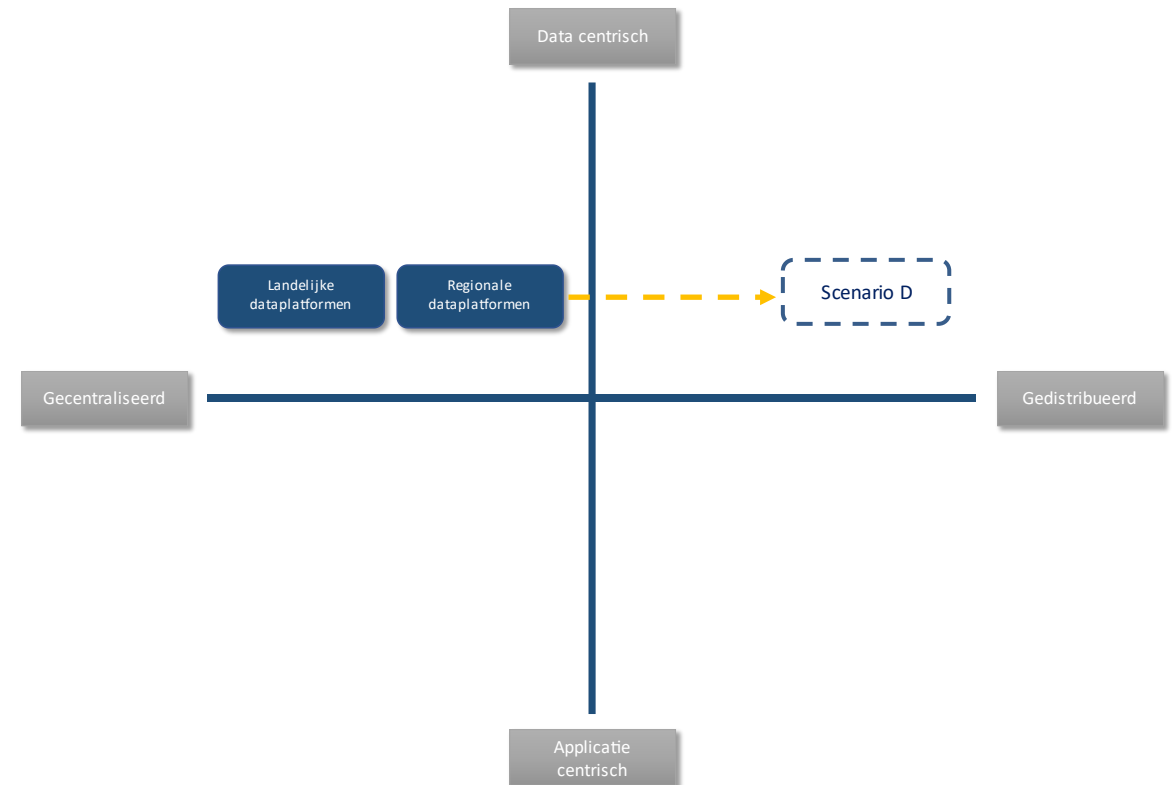 Data centrisch
Landelijke
dataplatformen
Regionale
dataplatformen
Scenario D
Gecentraliseerd
Gedistribueerd
Applicatie
centrisch